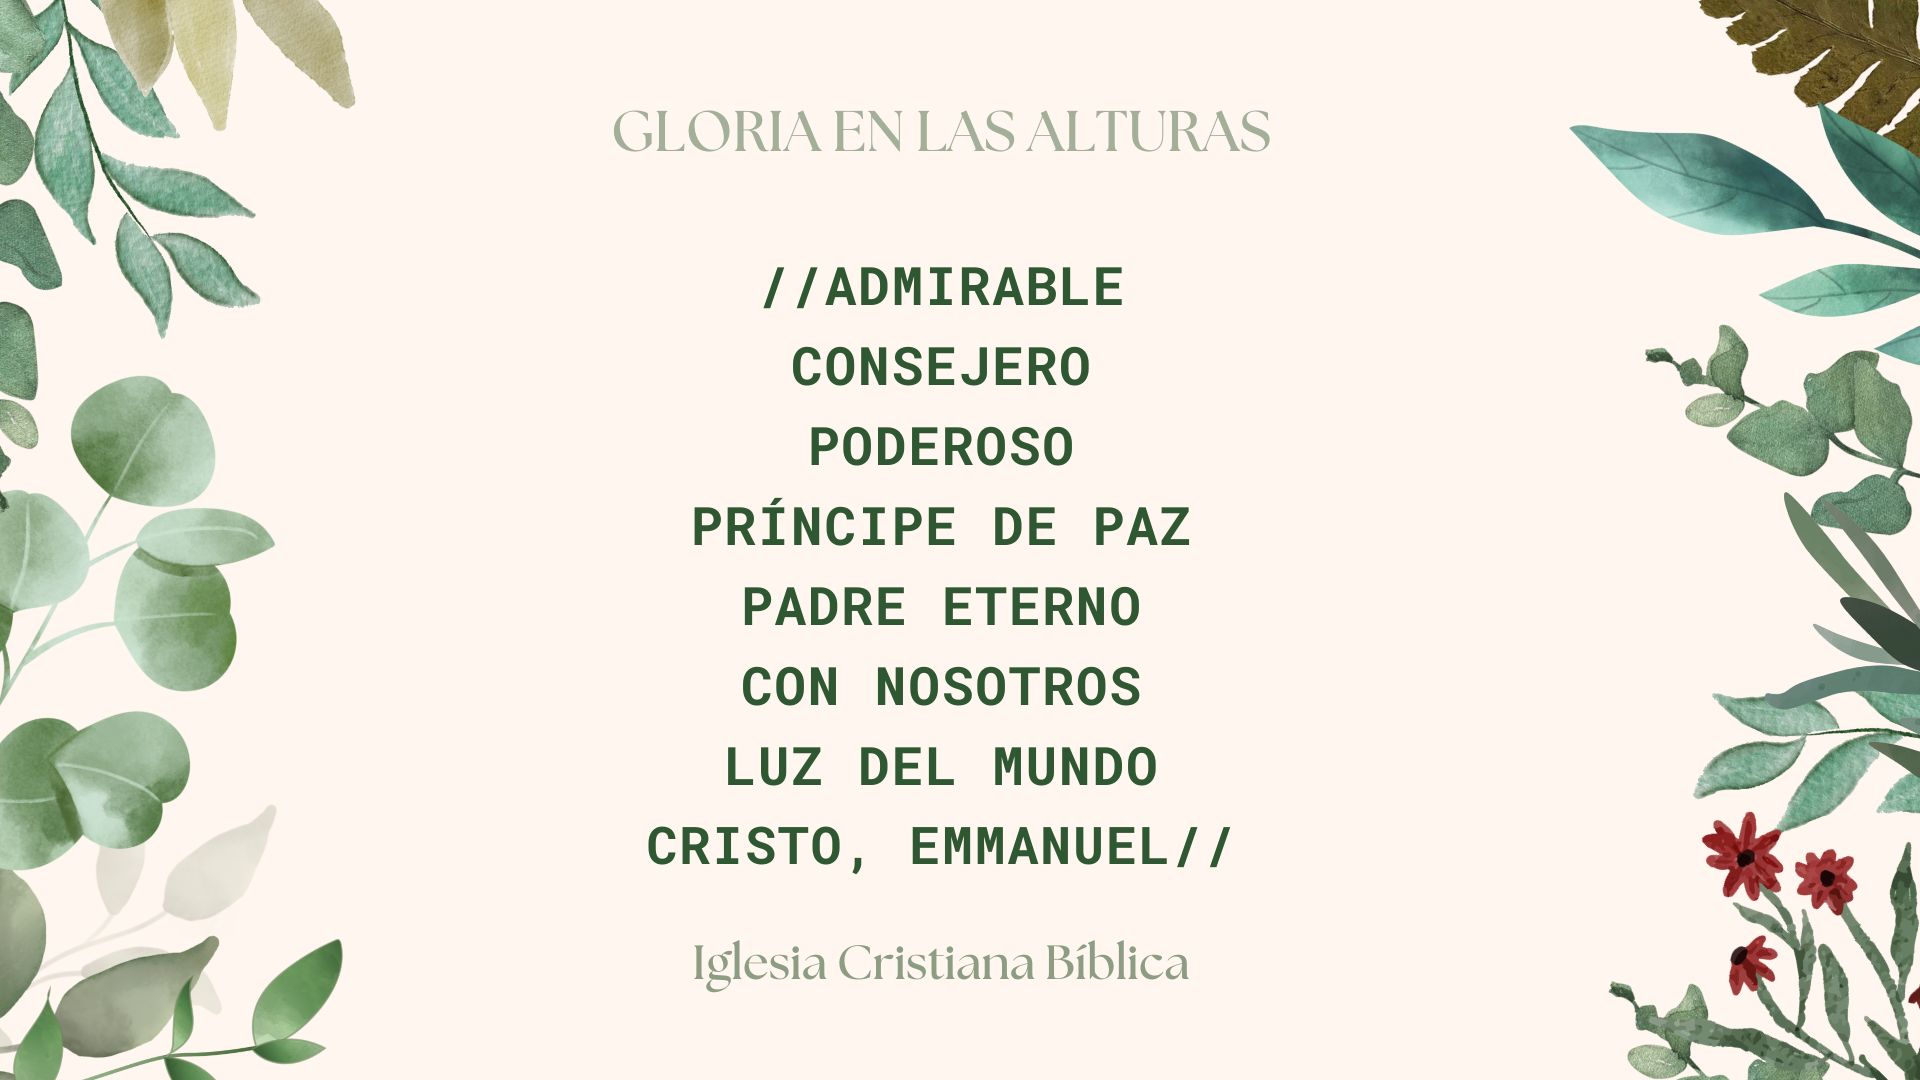 GLORIA EN LAS ALTURAS
//ADMIRABLE
CONSEJERO
PODEROSO
PRÍNCIPE DE PAZ
PADRE ETERNO
CON NOSOTROS
LUZ DEL MUNDO
CRISTO, EMMANUEL//
Iglesia Cristiana Bíblica